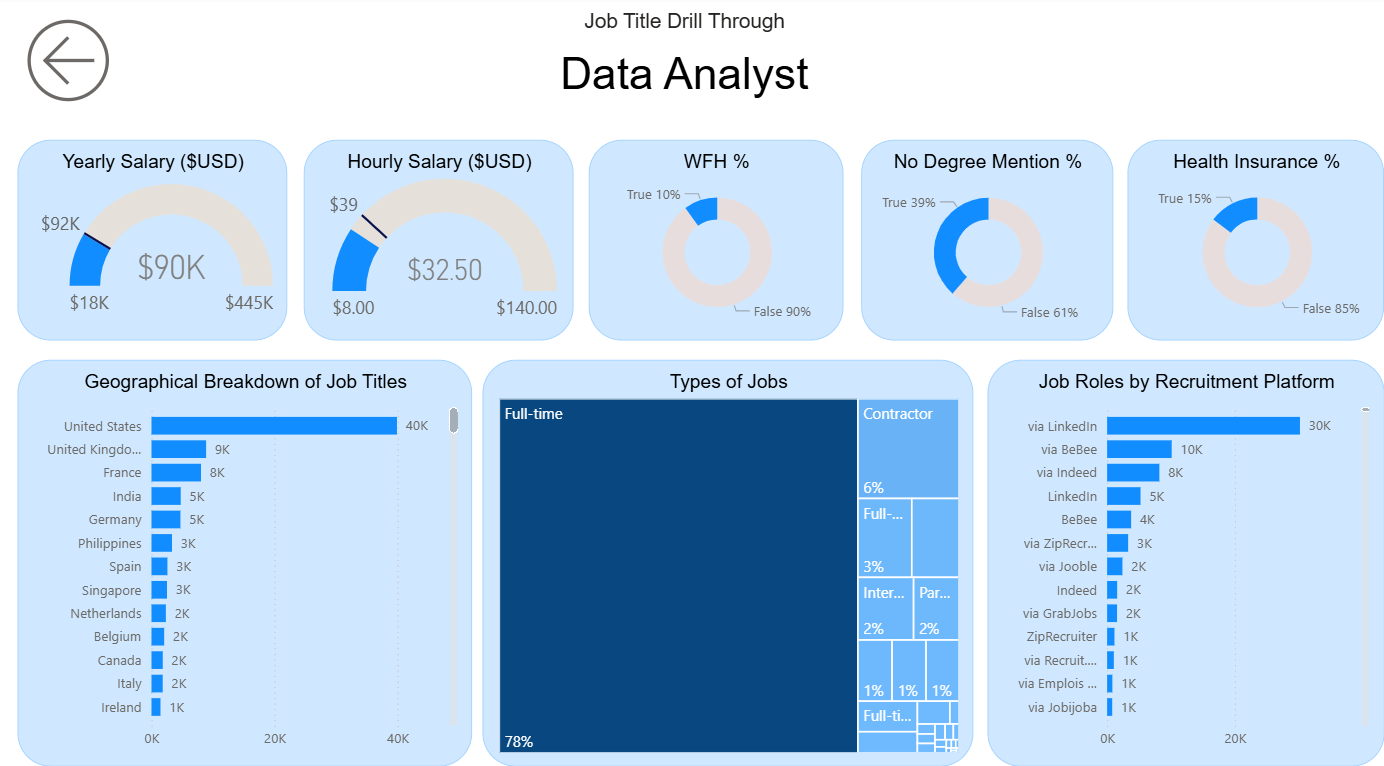 Job Title Drill Through
Data Analyst
Yearly Salary ($USD)
$92K
$90K
$18K
$445K
Hourly Salary ($USD)
$39
$32.50
$8.00
$140.00
WFH %
True 10%
False 90%
No Degree Mention %
True 39%
False 61%
Health Insurance %
True 15%
False 85%
Geographical Breakdown of Job Titles
United States 40K
United Kingdo... 9K
France 8K
India 5K
Germany 5K
Philippines 3K
Spain 3K
Singapore 3K
Netherlands 2K
Belgium 2K
Canada 2K
Italy 2K
Ireland 1K
0K 20K 40K
Types of Jobs
Full-time
78%
Contractor
6%
Full-...
3%
Inter... Par...
2% 2%
1% 1% 1%
Full-ti...
Job Roles by Recruitment Platform
via LinkedIn 30K
via BeBee 10K
via Indeed 8K
LinkedIn 5K
BeBee 4K
via ZipRecr... 3K
via Jooble 2K
Indeed 2K
via GrabJobs 2K
ZipRecruiter 1K
via Recruit.... 1K
via Emplois ... 1K
via Jobijoba 1K
0K 20K